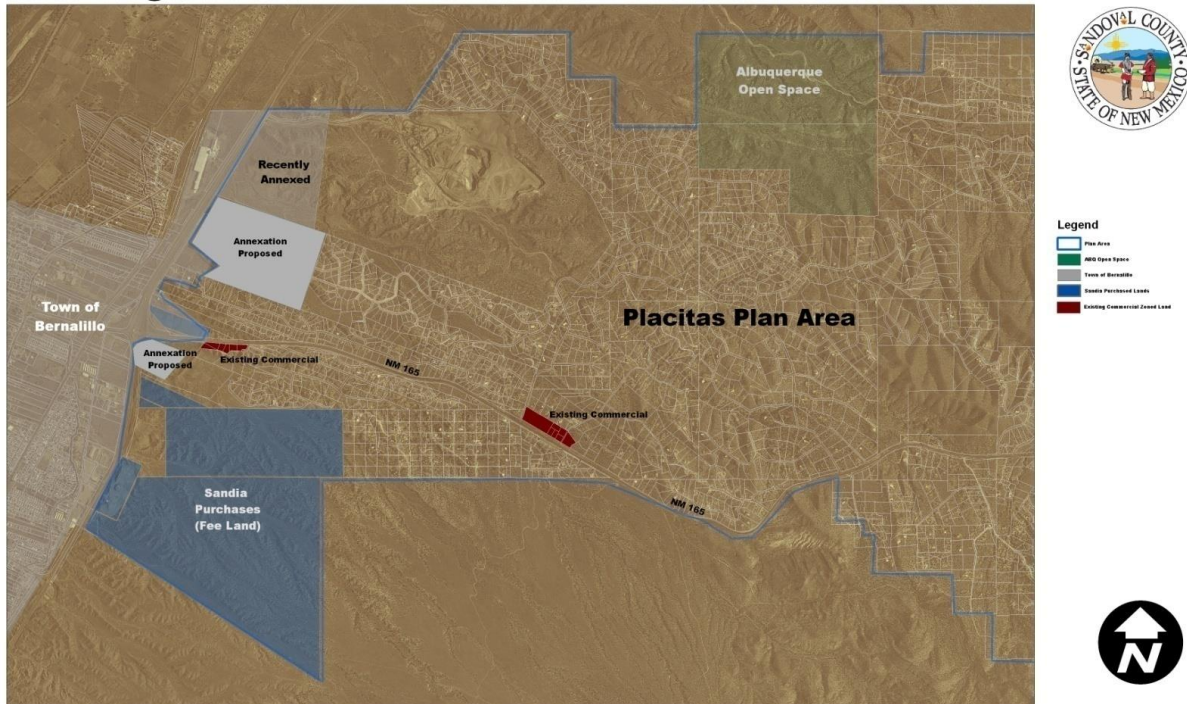 Albuquerque
Open Space
SANDOVAL COUNTY
STATE OF NEW MEXICO
Recently
Annexed
Annexation
Proposed
Legend
Plan Area
ABQ Open Space
Town of Bernalillo
Sandia Purchased Lands
Existing Commercial Zoned Land
Town of
Bernalillo
Placitas Plan Area
Annexation
Proposed
Existing Commercial
NM 165
Existing Commercial
Sandia
Purchases
(Fee Land)
NM 165
N